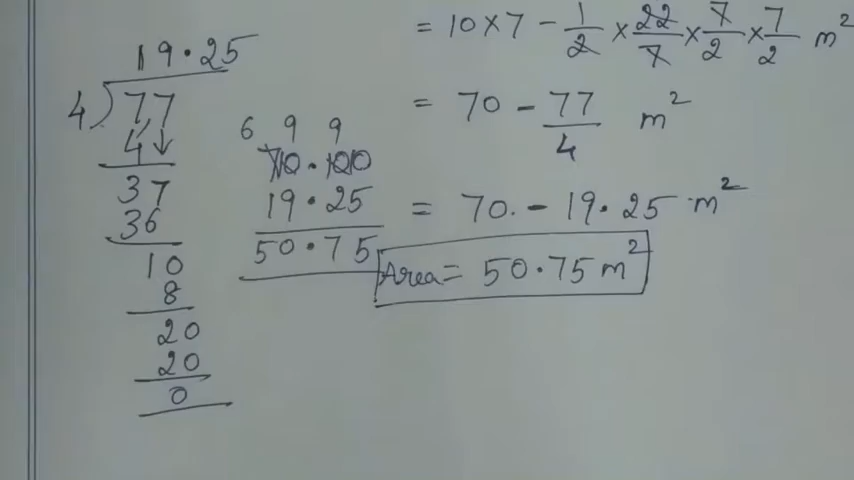 = 10 × 7 - 1/2 × 22/7 × 7/2 × 7/2 m²
= 70 - 77/4 m²
= 70. - 19.25 m²
Area = 50.75 m²
19.25
4) 77
4↓
37
36
10
8
20
20
0
6 9 9
70.00
19.25
50.75